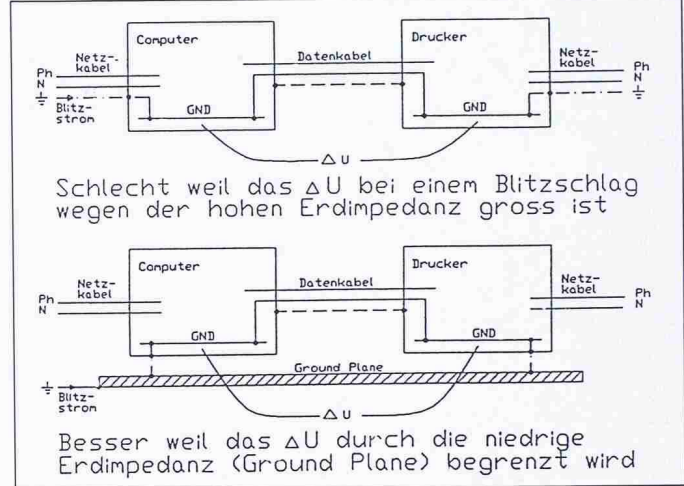 Computer
Drucker
Netz-
kabel
Datenkabel
Netz-
kabel
Ph
N
Ph
N
Blitz-
strom
GND
GND
ΔU
Schlecht weil das ΔU bei einem Blitzschlag
wegen der hohen Erdimpedanz gross ist
Computer
Drucker
Netz-
kabel
Datenkabel
Netz-
kabel
Ph
N
Ph
N
GND
GND
Ground Plane
Blitz-
strom
ΔU
Besser weil das ΔU durch die niedrige
Erdimpedanz (Ground Plane) begrenzt wird